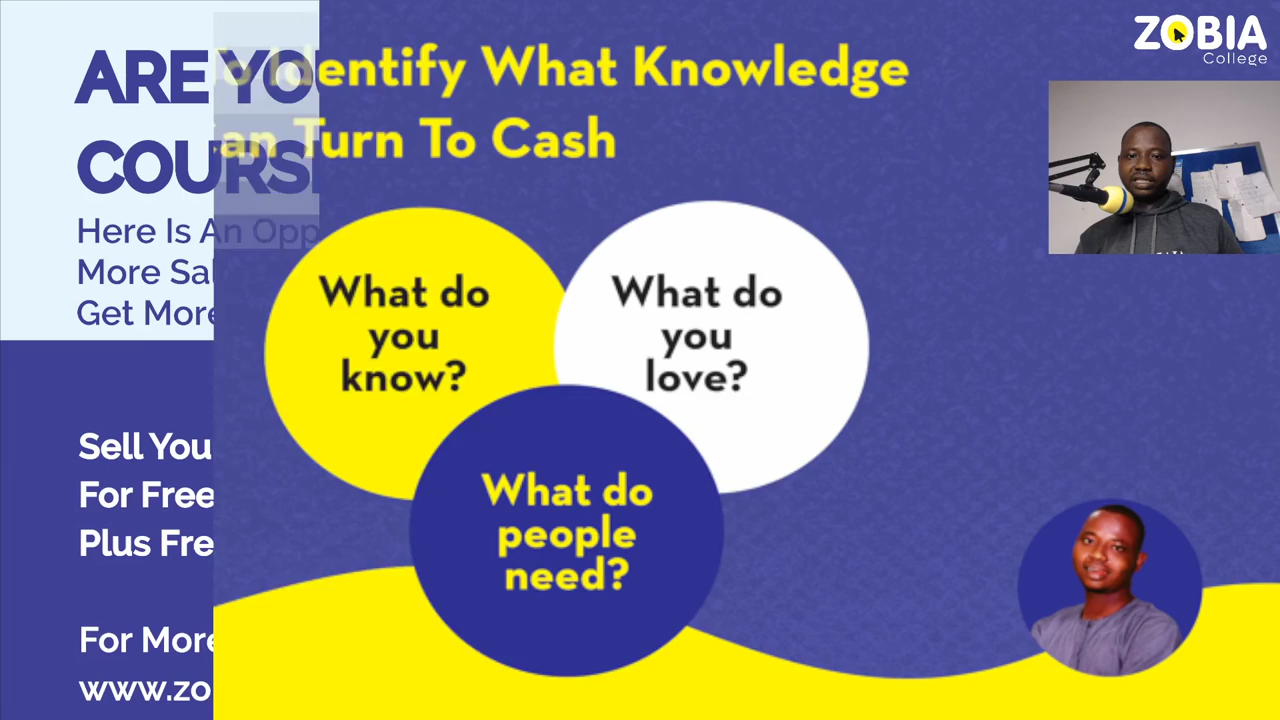 ARE YO
COURS
Here Is An Opp
More Sal
Get More
Sell You
For Free
Plus Fre
For More
www.zo
o Identify What Knowledge
an Turn To Cash
What do
you
know?
What do
you
love?
What do
people
need?
ZOBIA
College